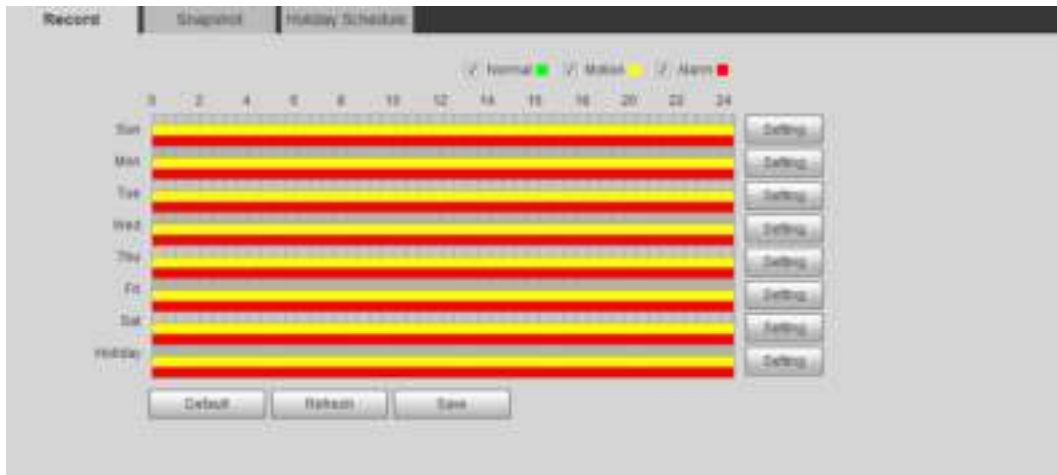 Record Snapshot Holiday Schedule
Normal Motion Alarm
0 2 4 6 8 10 12 14 16 18 20 22 24
Sun Setting
Mon Setting
Tue Setting
Wed Setting
Thu Setting
Fri Setting
Sat Setting
Holiday Setting
Default Refresh Save